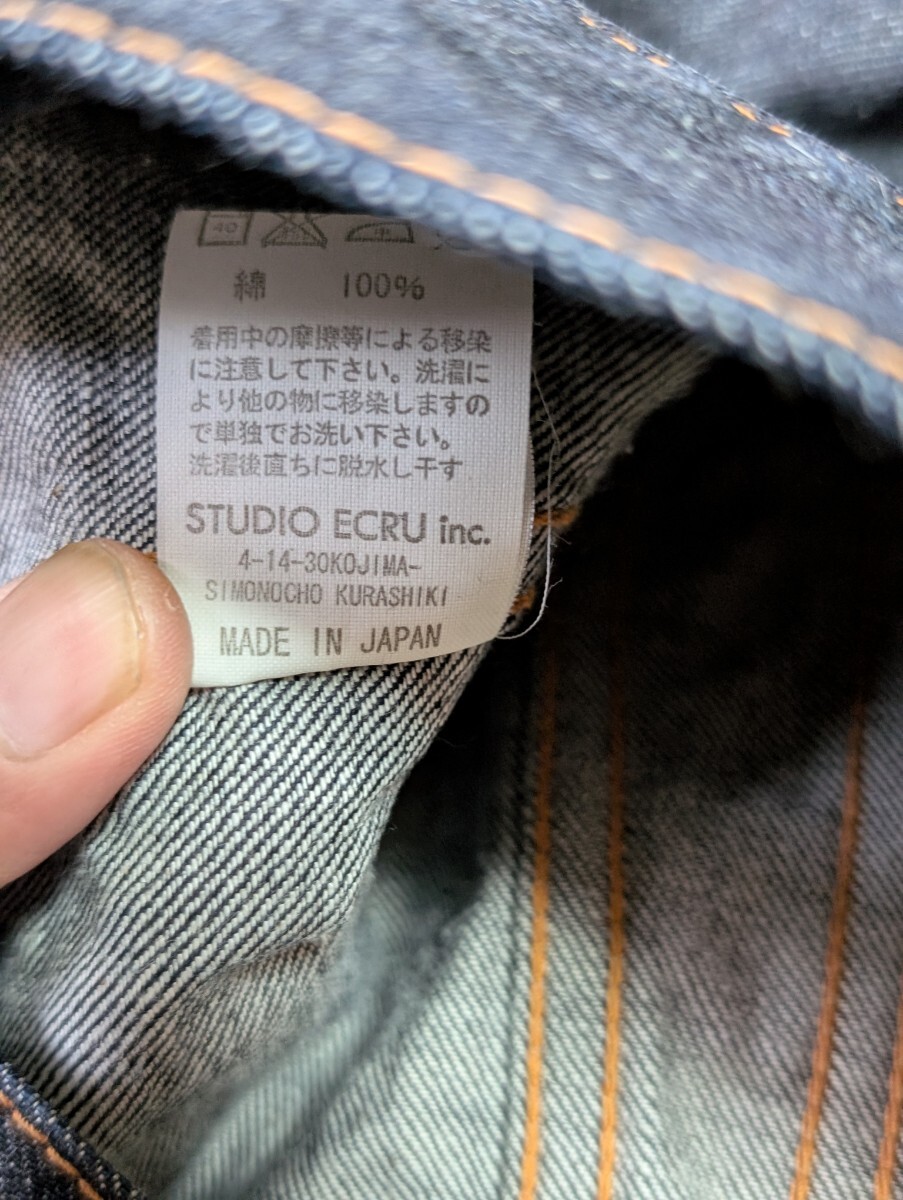 40
中
綿 100%
着用中の摩擦等による移染
に注意して下さい。洗濯に
より他の物に移染しますの
で単独でお洗い下さい。
洗濯後直ちに脱水し干す
STUDIO ECRU inc.
4-14-30KOJIMA-
SIMONOCHO KURASHIKI
MADE IN JAPAN